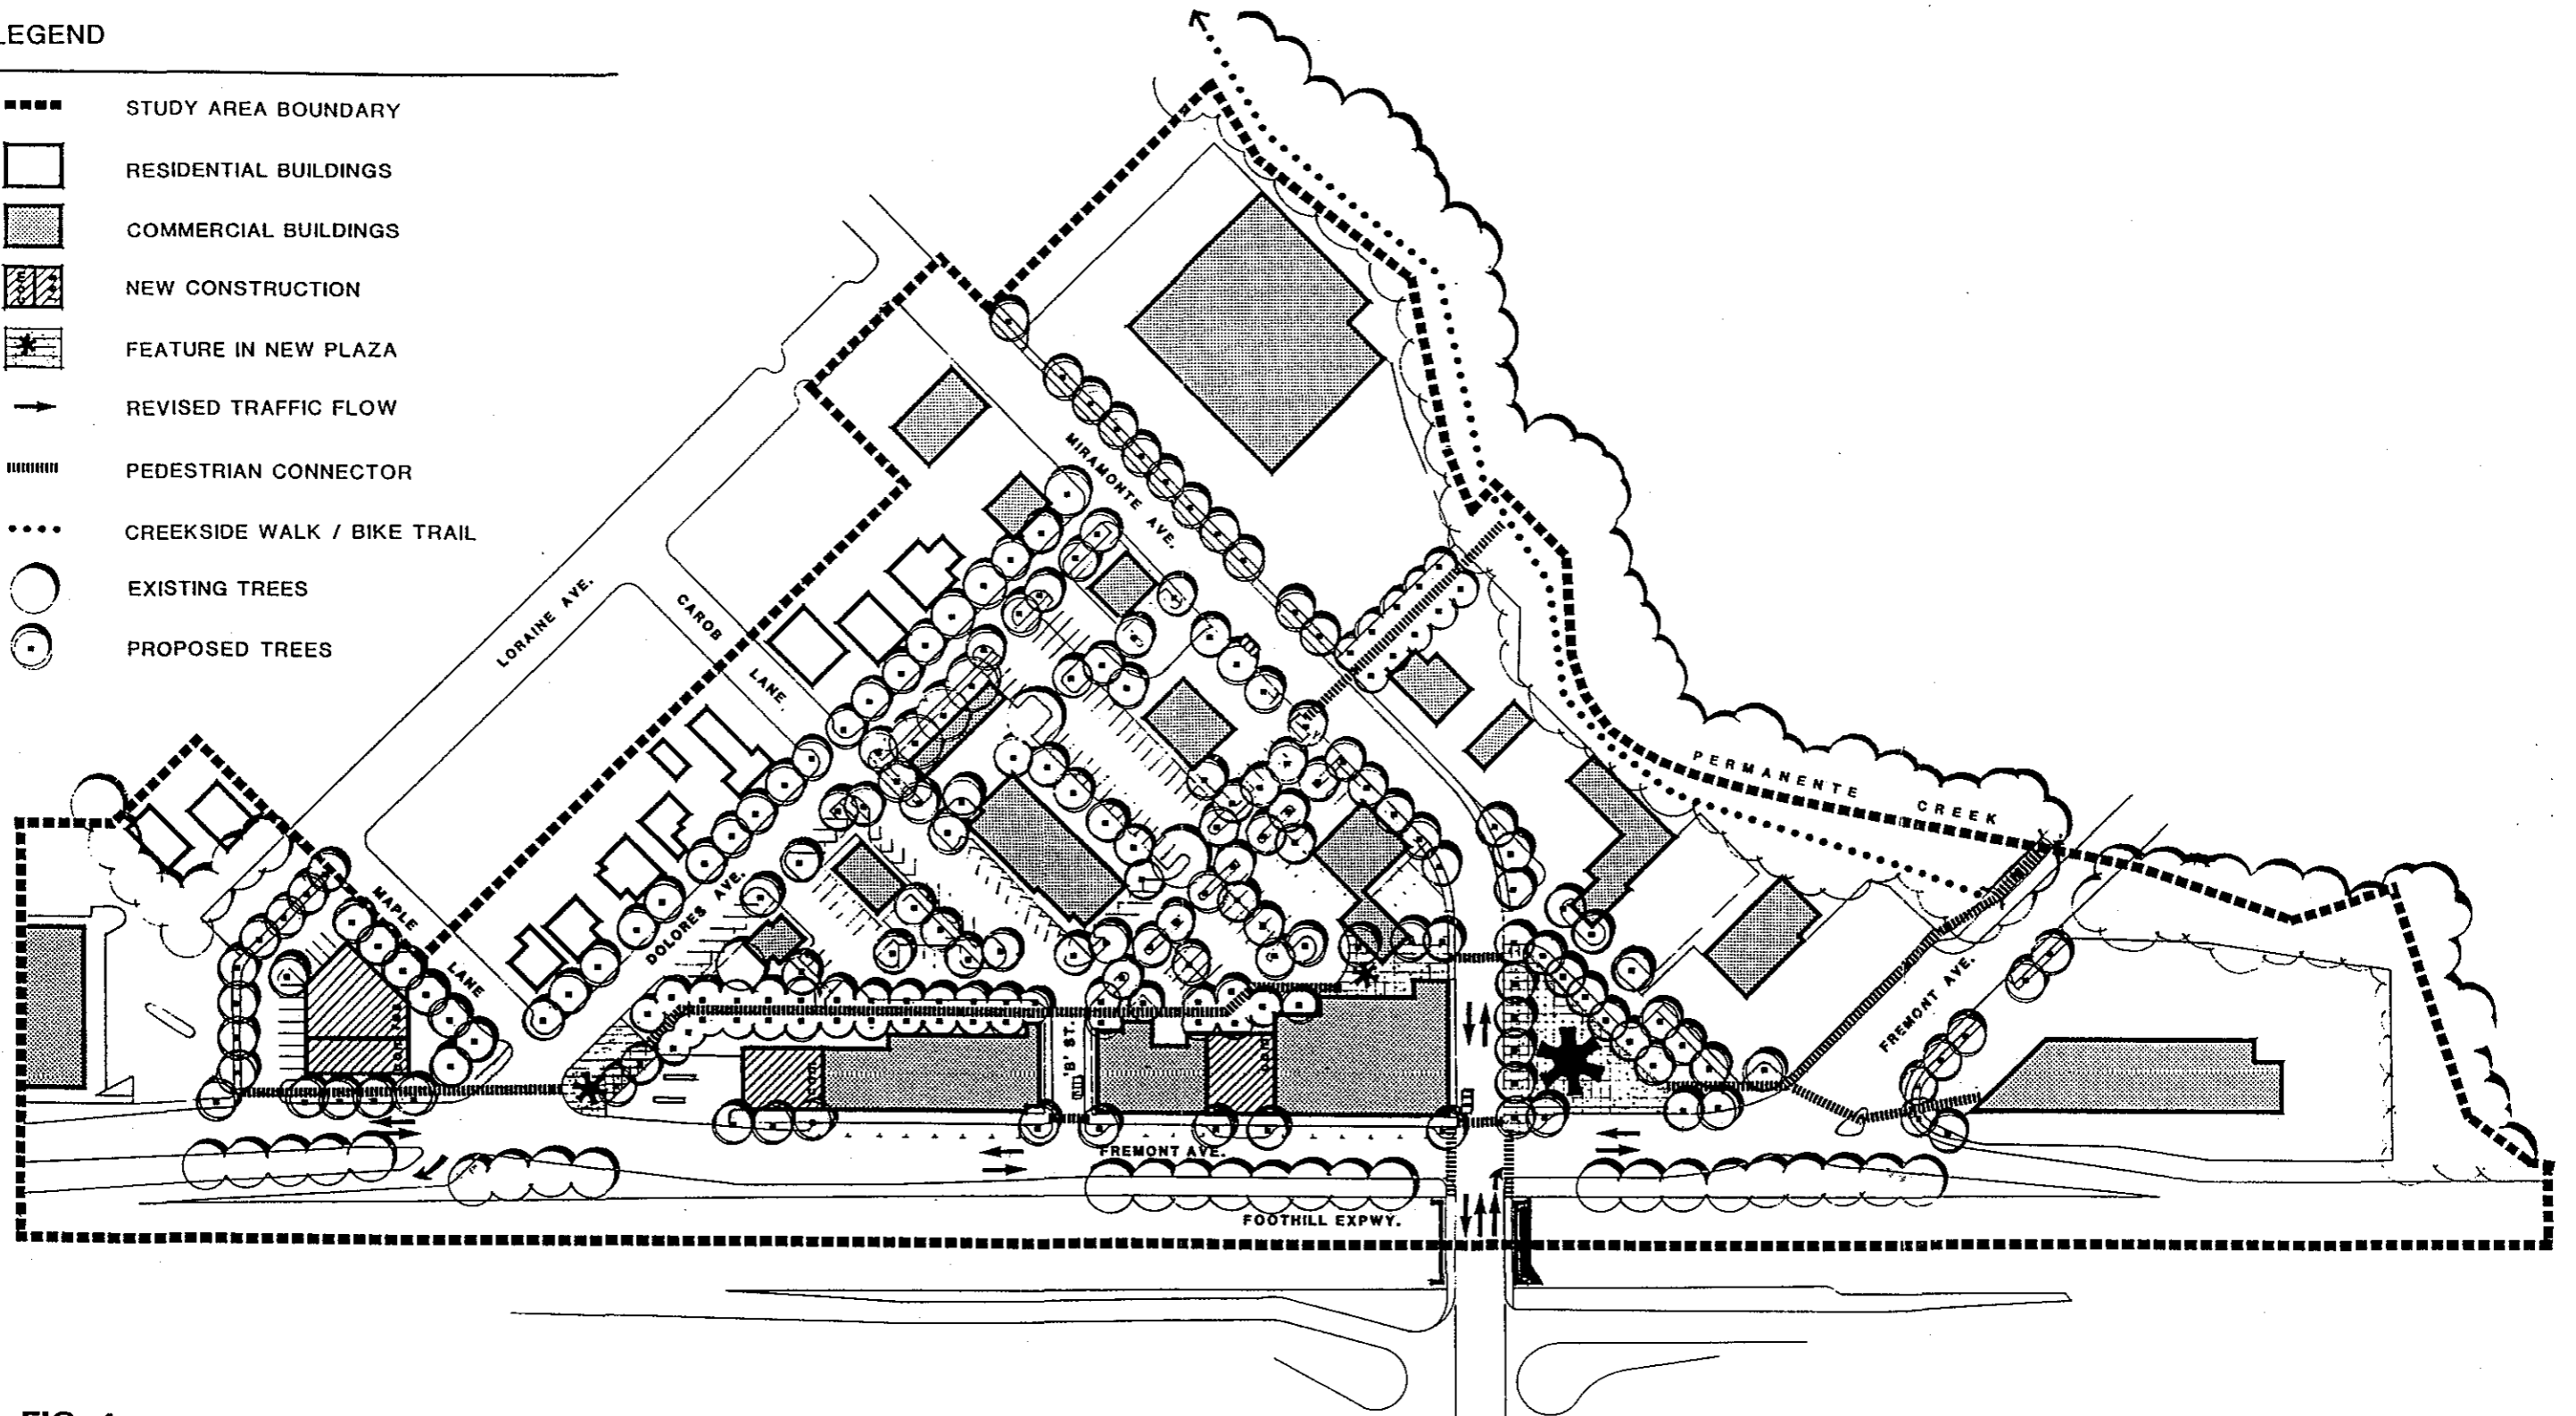 LEGEND
STUDY AREA BOUNDARY
RESIDENTIAL BUILDINGS
COMMERCIAL BUILDINGS
NEW CONSTRUCTION
FEATURE IN NEW PLAZA
REVISED TRAFFIC FLOW
PEDESTRIAN CONNECTOR
CREEKSIDE WALK / BIKE TRAIL
EXISTING TREES
PROPOSED TREES
MIRAMONTE AVE.
LORAINE AVE.
CAROB
LANE
PERMANENTE CREEK
MAPLE
LANE
DOLORES AVE.
FREMONT AVE.
'B' ST.
FREMONT AVE.
FOOTHILL EXPWY.